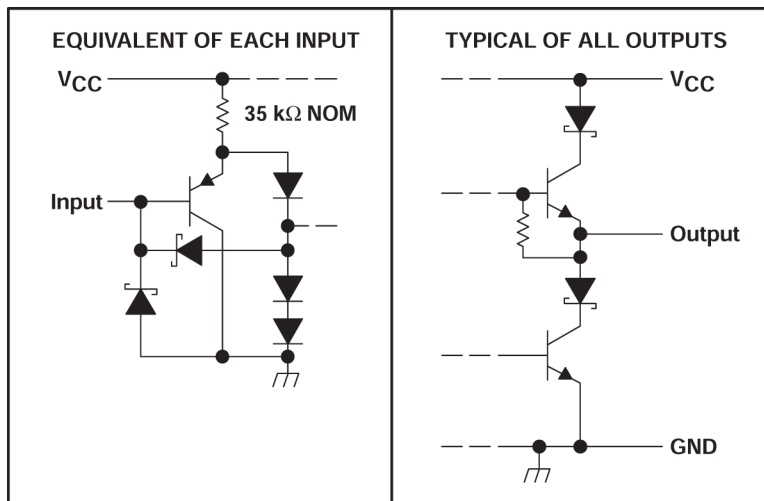 EQUIVALENT OF EACH INPUT
VCC
35 kΩ NOM
Input
TYPICAL OF ALL OUTPUTS
VCC
Output
GND